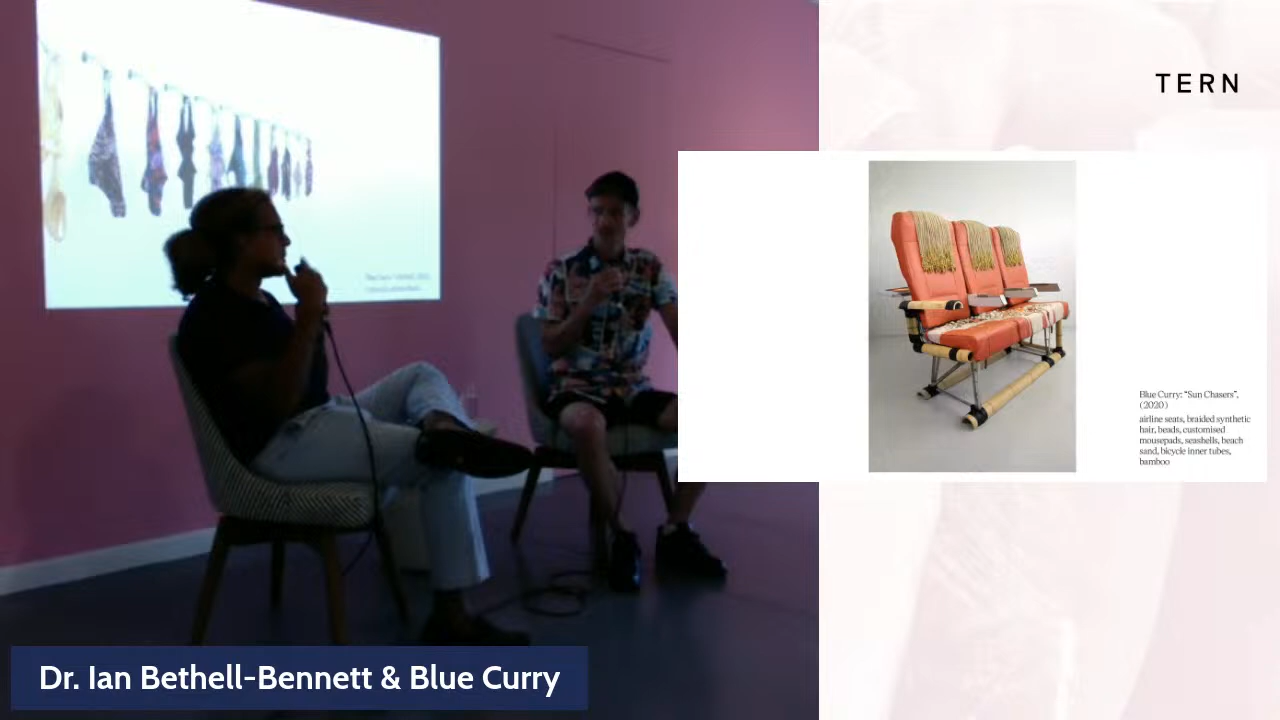 TERN
Blue Curry: "Sun Chasers",
(2020)
airline seats, braided synthetic
hair, beads, customised
mousepads, seashells, beach
sand, bicycle inner tubes,
bamboo
Dr. Ian Bethell-Bennett & Blue Curry